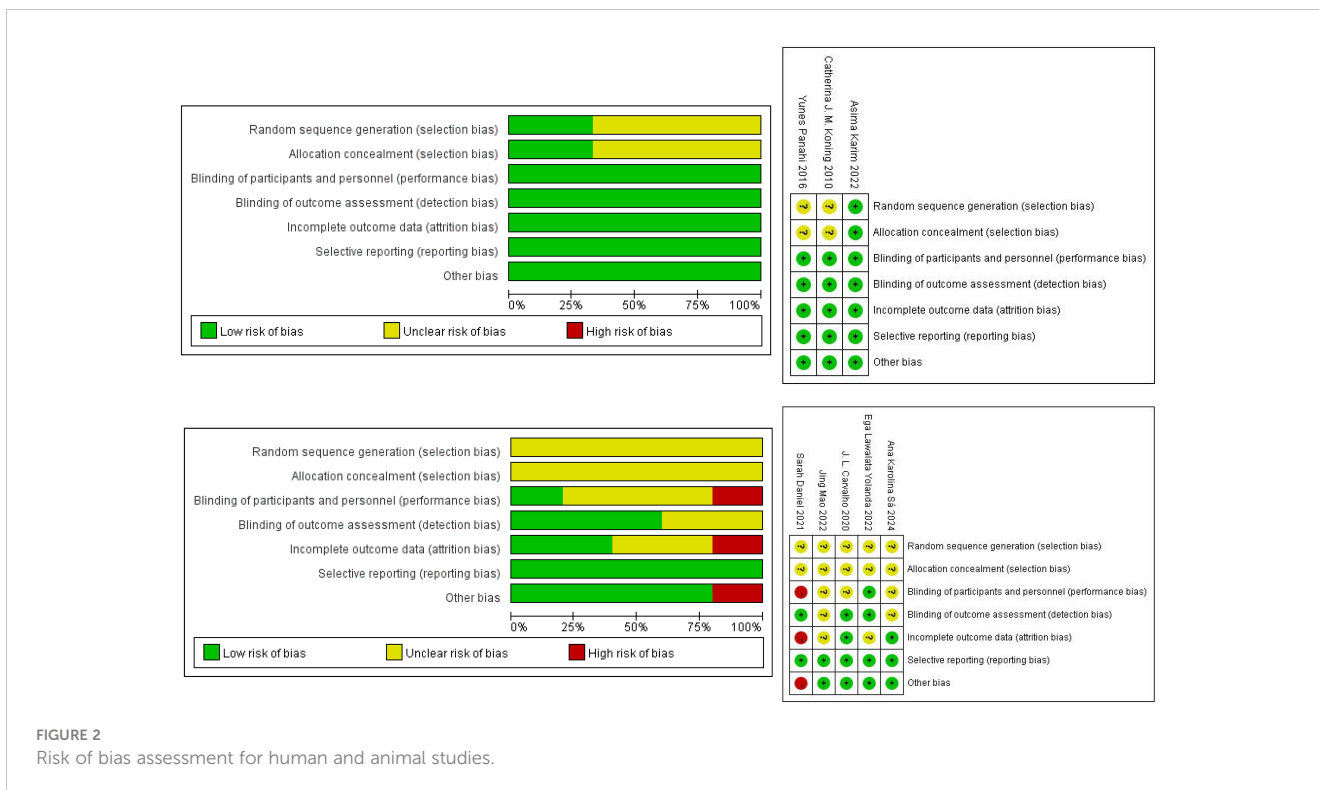 Random sequence generation (selection bias)
Allocation concealment (selection bias)
Blinding of participants and personnel (performance bias)
Blinding of outcome assessment (detection bias)
Incomplete outcome data (attrition bias)
Selective reporting (reporting bias)
Other bias
0% 25% 50% 75% 100%
Low risk of bias Unclear risk of bias High risk of bias
Yunes Panahi 2016
Catherina J. M. Koning 2010
Asima Karim 2022
? ? + Random sequence generation (selection bias)
? ? + Allocation concealment (selection bias)
+ + + Blinding of participants and personnel (performance bias)
+ + + Blinding of outcome assessment (detection bias)
+ + + Incomplete outcome data (attrition bias)
+ + + Selective reporting (reporting bias)
+ + + Other bias
Random sequence generation (selection bias)
Allocation concealment (selection bias)
Blinding of participants and personnel (performance bias)
Blinding of outcome assessment (detection bias)
Incomplete outcome data (attrition bias)
Selective reporting (reporting bias)
Other bias
0% 25% 50% 75% 100%
Low risk of bias Unclear risk of bias High risk of bias
Sarah Daniel 2021
Jing Mao 2022
J. L. Carvalho 2020
Ega Lawalata Yolanda 2022
Ana Karolina Sá 2024
? ? ? ? ? Random sequence generation (selection bias)
? ? ? ? ? Allocation concealment (selection bias)
- ? ? + ? Blinding of participants and personnel (performance bias)
+ ? + + ? Blinding of outcome assessment (detection bias)
- ? + ? + Incomplete outcome data (attrition bias)
+ + + + + Selective reporting (reporting bias)
- + + + + Other bias
FIGURE 2
Risk of bias assessment for human and animal studies.